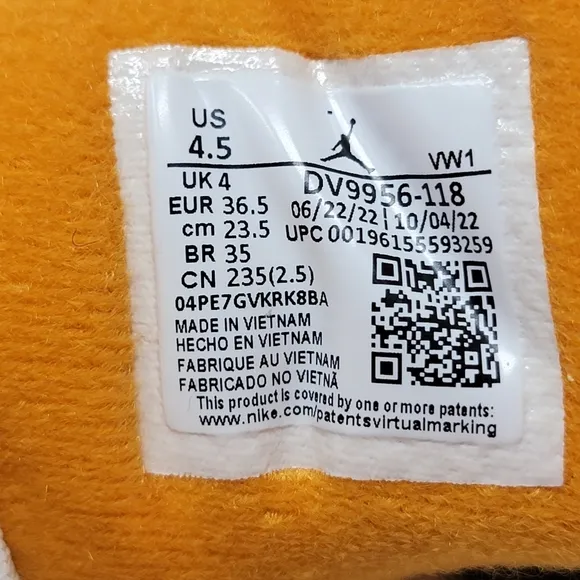 US
4.5
VW1
UK 4
DV9956-118
EUR 36.5
06/22/22 | 10/04/22
cm 23.5
UPC 00196155593259
BR 35
CN 235(2.5)
04PE7GVKRK8BA
MADE IN VIETNAM
HECHO EN VIETNAM
FABRIQUE AU VIETNAM
FABRICADO NO VIETNÃ
This product is covered by one or more patents:
www.nike.com/patentsvirtualmarking